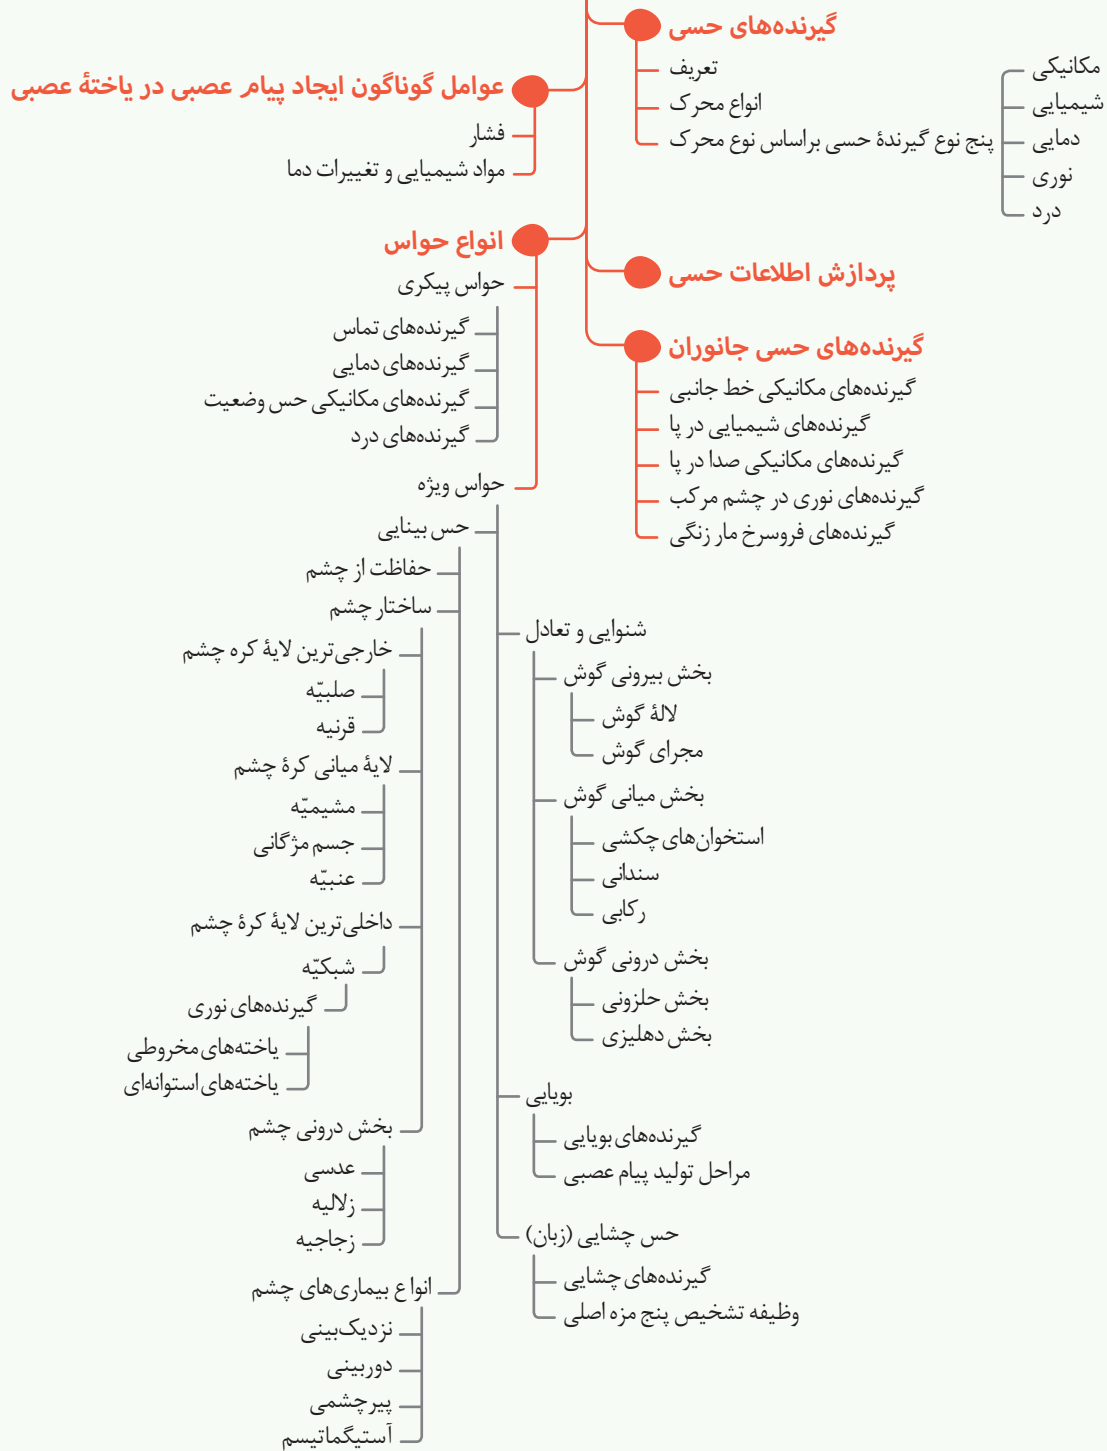 گیرنده‌های حسی
تعریف
انواع محرک
پنج نوع گیرندهٔ حسی براساس نوع محرک
مکانیکی
شیمیایی
دمایی
نوری
درد
عوامل گوناگون ایجاد پیام عصبی در یاختهٔ عصبی
فشار
مواد شیمیایی و تغییرات دما
انواع حواس
حواس پیکری
گیرنده‌های تماس
گیرنده‌های دمایی
گیرنده‌های مکانیکی حس وضعیت
گیرنده‌های درد
حواس ویژه
حس بینایی
حفاظت از چشم
ساختار چشم
خارجی‌ترین لایهٔ کره چشم
صلبیّه
قرنیه
لایهٔ میانی کرهٔ چشم
مشیمیّه
جسم مژگانی
عنبیّه
داخلی‌ترین لایهٔ کرهٔ چشم
شبکیّه
گیرنده‌های نوری
یاخته‌های مخروطی
یاخته‌های استوانه‌ای
بخش درونی چشم
عدسی
زلالیه
زجاجیه
انواع بیماری‌های چشم
نزدیک‌بینی
دوربینی
پیرچشمی
آستیگماتیسم
شنوایی و تعادل
بخش بیرونی گوش
لالهٔ گوش
مجرای گوش
بخش میانی گوش
استخوان‌های چکشی
سندانی
رکابی
بخش درونی گوش
بخش حلزونی
بخش دهلیزی
بویایی
گیرنده‌های بویایی
مراحل تولید پیام عصبی
حس چشایی (زبان)
گیرنده‌های چشایی
وظیفه تشخیص پنج مزه اصلی
پردازش اطلاعات حسی
گیرنده‌های حسی جانوران
گیرنده‌های مکانیکی خط جانبی
گیرنده‌های شیمیایی در پا
گیرنده‌های مکانیکی صدا در پا
گیرنده‌های نوری در چشم مرکب
گیرنده‌های فروسرخ مار زنگی